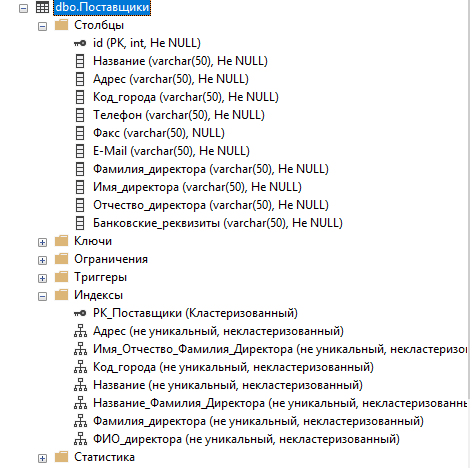 dbo.Поставщики
Столбцы
id (PK, int, Не NULL)
Название (varchar(50), Не NULL)
Адрес (varchar(50), Не NULL)
Код_города (varchar(50), Не NULL)
Телефон (varchar(50), Не NULL)
Факс (varchar(50), NULL)
E-Mail (varchar(50), Не NULL)
Фамилия_директора (varchar(50), Не NULL)
Имя_директора (varchar(50), Не NULL)
Отчество_директора (varchar(50), Не NULL)
Банковские_реквизиты (varchar(50), Не NULL)
Ключи
Ограничения
Триггеры
Индексы
PK_Поставщики (Кластеризованный)
Адрес (не уникальный, некластеризованный)
Имя_Отчество_Фамилия_Директора (не уникальный, некластеризов
Код_города (не уникальный, некластеризованный)
Название (не уникальный, некластеризованный)
Название_Фамилия_Директора (не уникальный, некластеризованны
Фамилия_директора (не уникальный, некластеризованный)
ФИО_директора (не уникальный, некластеризованный)
Статистика